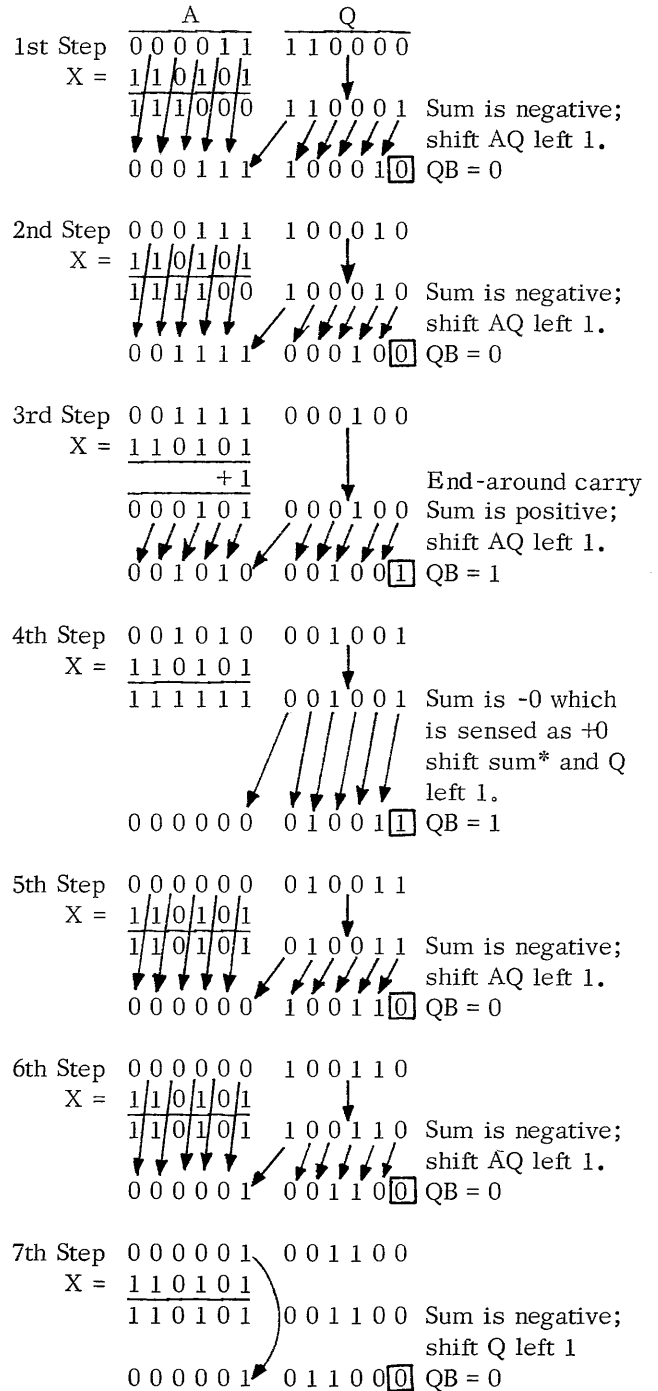 A Q
1st Step 0 0 0 0 1 1 1 1 0 0 0 0
X = 1 1 0 1 0 1
1 1 1 0 0 0 1 1 0 0 0 1 Sum is negative;
shift AQ left 1.
0 0 0 1 1 1 1 0 0 0 1 0 QB = 0
2nd Step 0 0 0 1 1 1 1 0 0 0 1 0
X = 1 1 0 1 0 1
1 1 1 1 0 0 1 0 0 0 1 0 Sum is negative;
shift AQ left 1.
0 0 1 1 1 1 0 0 0 1 0 0 QB = 0
3rd Step 0 0 1 1 1 1 0 0 0 1 0 0
X = 1 1 0 1 0 1
+ 1 End-around carry
0 0 0 1 0 1 0 0 0 1 0 0 Sum is positive;
shift AQ left 1.
0 0 1 0 1 0 0 0 1 0 0 1 QB = 1
4th Step 0 0 1 0 1 0 0 0 1 0 0 1
X = 1 1 0 1 0 1
1 1 1 1 1 1 0 0 1 0 0 1 Sum is -0 which
is sensed as +0
shift sum* and Q
left 1.
0 0 0 0 0 0 0 1 0 0 1 1 QB = 1
5th Step 0 0 0 0 0 0 0 1 0 0 1 1
X = 1 1 0 1 0 1
1 1 0 1 0 1 0 1 0 0 1 1 Sum is negative;
shift AQ left 1.
0 0 0 0 0 0 1 0 0 1 1 0 QB = 0
6th Step 0 0 0 0 0 0 1 0 0 1 1 0
X = 1 1 0 1 0 1
1 1 0 1 0 1 1 0 0 1 1 0 Sum is negative;
shift AQ left 1.
0 0 0 0 0 1 0 0 1 1 0 0 QB = 0
7th Step 0 0 0 0 0 1 0 0 1 1 0 0
X = 1 1 0 1 0 1
1 1 0 1 0 1 0 0 1 1 0 0 Sum is negative;
shift Q left 1
0 0 0 0 0 1 0 1 1 0 0 0 QB = 0